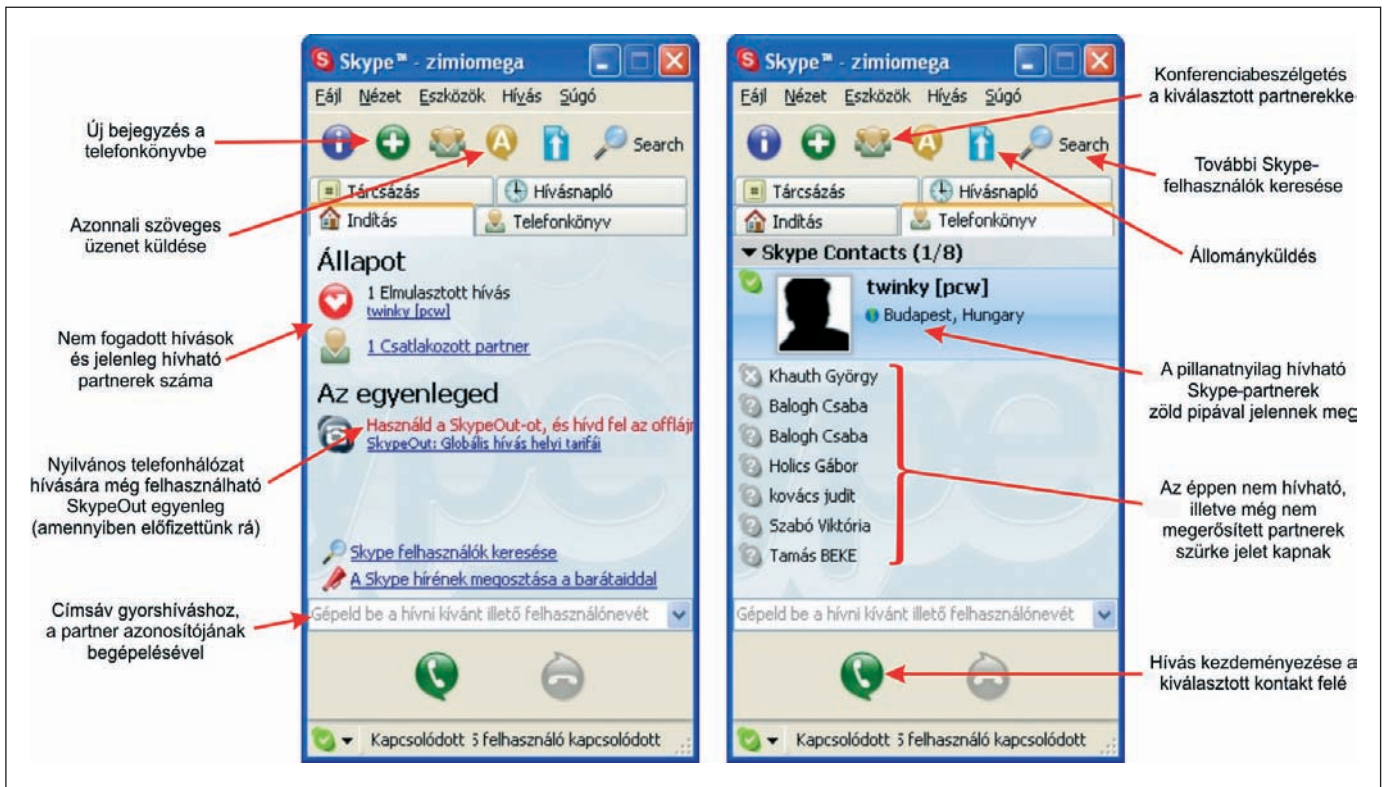 Új bejegyzés a
telefonkönyvbe
Azonnali szöveges
üzenet küldése
Nem fogadott hívások
és jelenleg hívható
partnerek száma
Nyilvános telefonhálózat
hívására még felhasználható
SkypeOut egyenleg
(amennyiben előfizettünk rá)
Címsáv gyorshíváshoz,
a partner azonosítójának
begépelésével
Skype™ - zimiomega
Fájl Nézet Eszközök Hívás Súgó
Search
Tárcsázás Hívásnapló
Indítás Telefonkönyv
Állapot
1 Elmulasztott hívás
twinky [pcw]
1 Csatlakozott partner
Az egyenleged
Használd a SkypeOut-ot, és hívd fel az offlájn
SkypeOut: Globális hívás helyi tarifái
Skype felhasználók keresése
A Skype hírének megosztása a barátaiddal
Gépeld be a hívni kívánt illető felhasználónevét
Kapcsolódott 5 felhasználó kapcsolódott
Skype™ - zimiomega
Fájl Nézet Eszközök Hívás Súgó
Search
Tárcsázás Hívásnapló
Indítás Telefonkönyv
Skype Contacts (1/8)
twinky [pcw]
Budapest, Hungary
Khauth György
Balogh Csaba
Balogh Csaba
Holics Gábor
kovács judit
Szabó Viktória
Tamás BEKE
Gépeld be a hívni kívánt illető felhasználónevét
Kapcsolódott 5 felhasználó kapcsolódott
Konferenciabeszélgetés
a kiválasztott partnerekke
További Skype-
felhasználók keresése
Állományküldés
A pillanatnyilag hívható
Skype-partnerek
zöld pipával jelennek meg
Az éppen nem hívható,
illetve még nem
megerősített partnerek
szürke jelet kapnak
Hívás kezdeményezése a
kiválasztott kontakt felé